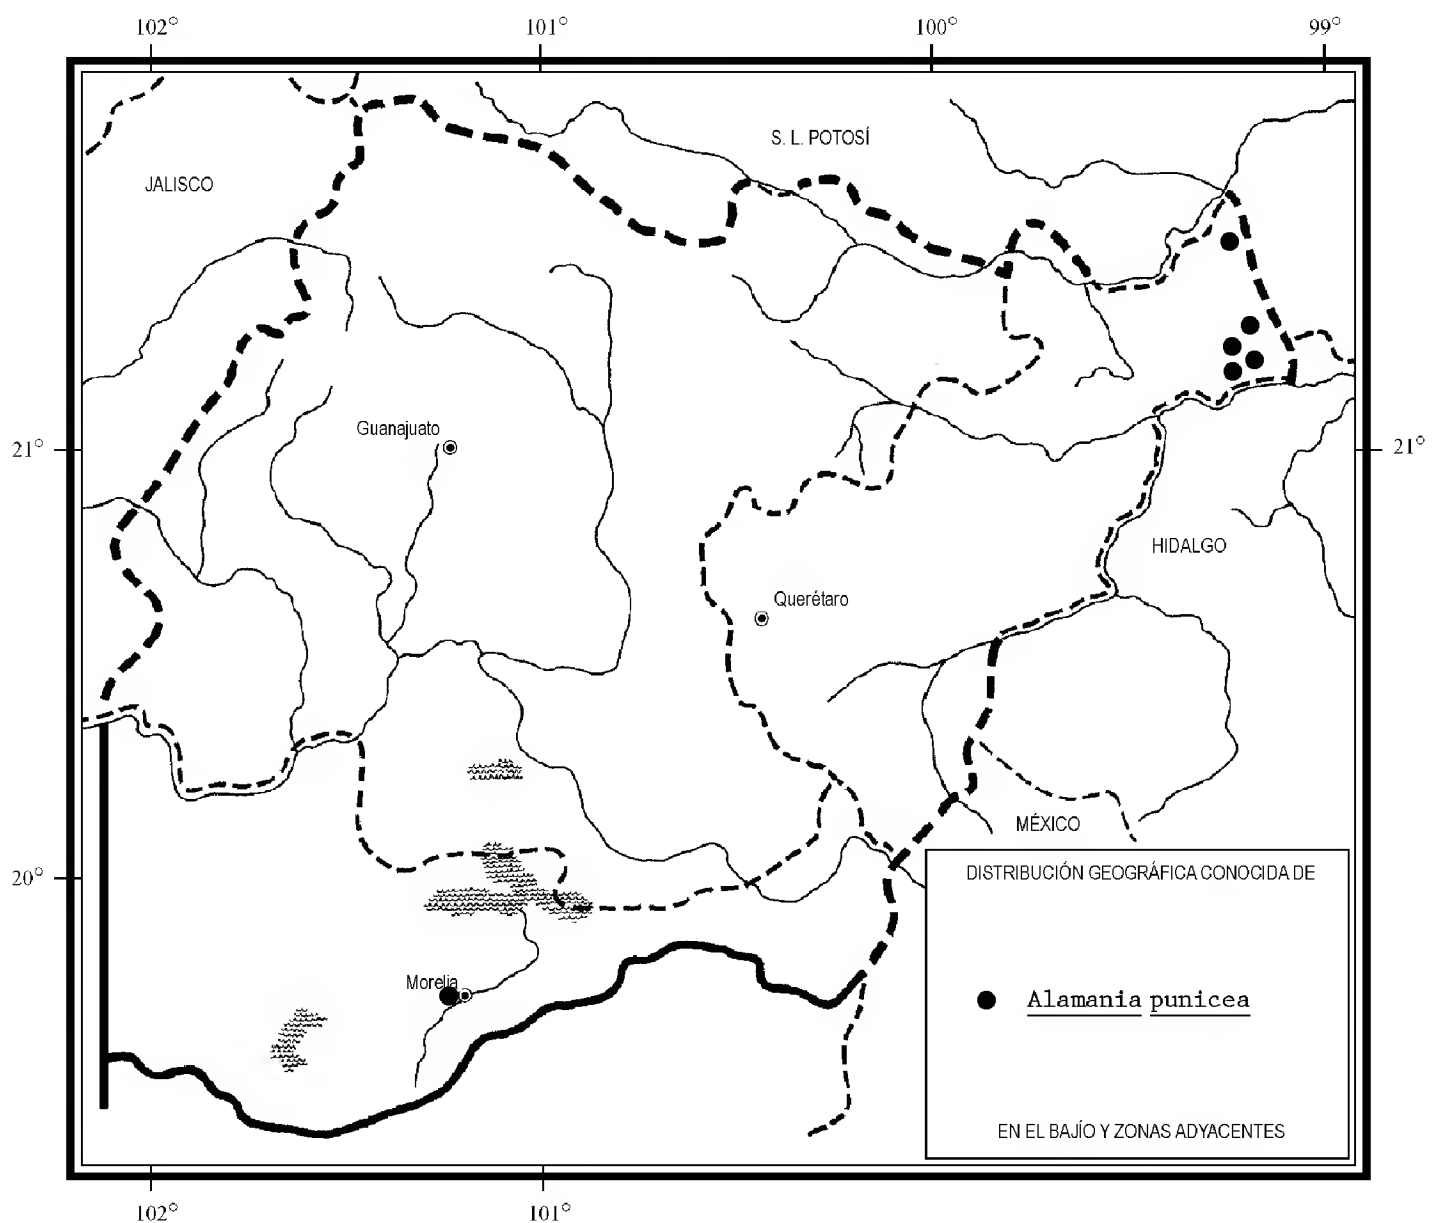 102° 101° 100° 99°
S. L. POTOSÍ
JALISCO
Guanajuato
21° 21°
HIDALGO
Querétaro
MÉXICO
20°
DISTRIBUCIÓN GEOGRÁFICA CONOCIDA DE
Morelia
Alamania punicea
EN EL BAJÍO Y ZONAS ADYACENTES
102° 101°